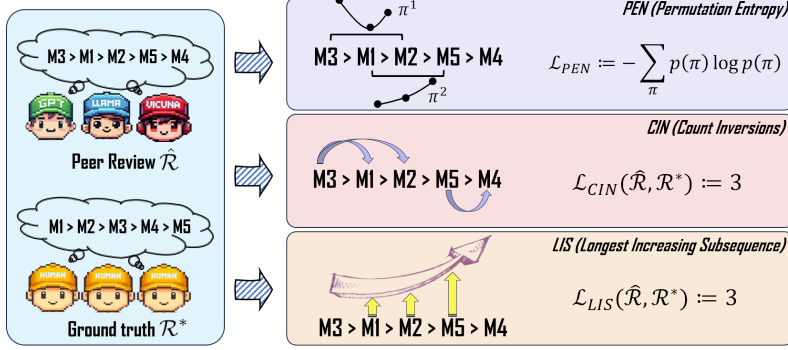 M3 > M1 > M2 > M5 > M4
GPT
LLAMA
VICUNA
Peer Review R̂
M1 > M2 > M3 > M4 > M5
HUMAN
HUMAN
HUMAN
Ground truth R*
PEN (Permutation Entropy)
π¹
M3 > M1 > M2 > M5 > M4
π²
ℒ_PEN := − ∑_π p(π) log p(π)
CIN (Count Inversions)
M3 > M1 > M2 > M5 > M4
ℒ_CIN(R̂, R*) := 3
LIS (Longest Increasing Subsequence)
M3 > M1 > M2 > M5 > M4
ℒ_LIS(R̂, R*) := 3